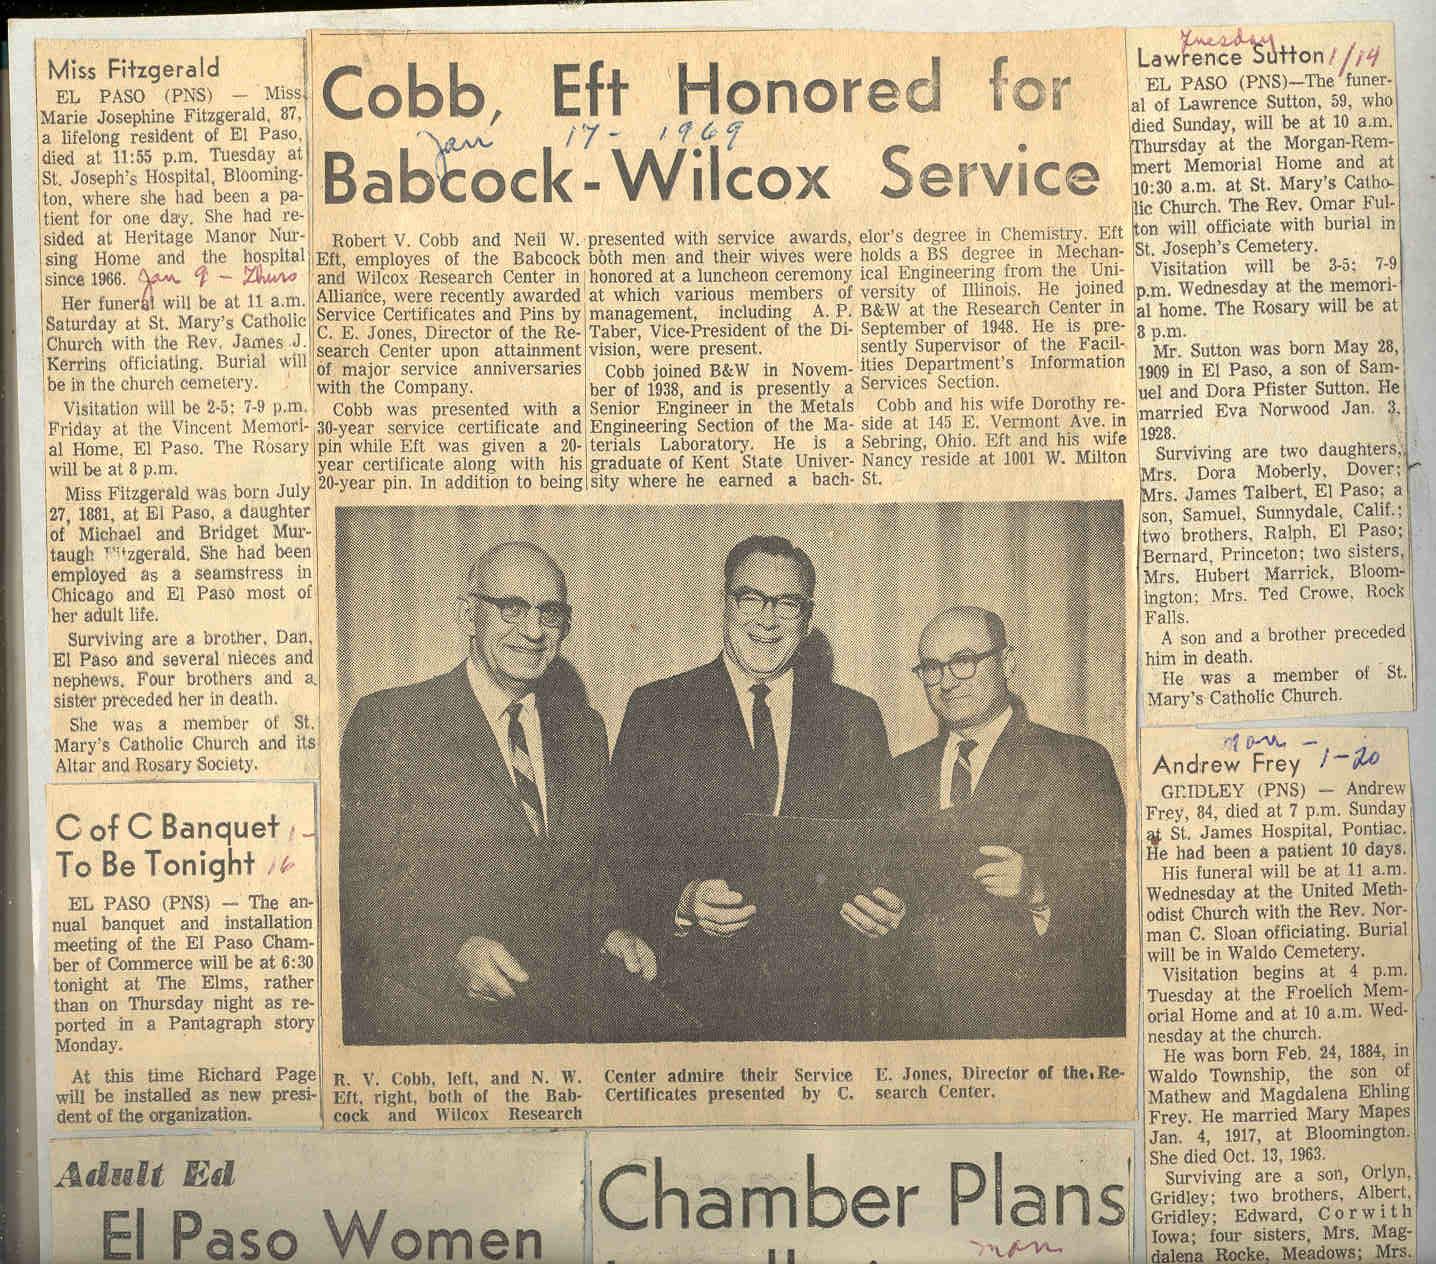 Miss Fitzgerald
EL PASO (PNS) — Miss
Marie Josephine Fitzgerald, 87,
a lifelong resident of El Paso,
died at 11:55 p.m. Tuesday at
St. Joseph's Hospital, Blooming-
ton, where she had been a pa-
tient for one day. She had re-
sided at Heritage Manor Nur-
sing Home and the hospital
since 1966. Jan 9 - Thurs
Her funeral will be at 11 a.m.
Saturday at St. Mary's Catholic
Church with the Rev. James J.
Kerrins officiating. Burial will
be in the church cemetery.
Visitation will be 2-5; 7-9 p.m.
Friday at the Vincent Memori-
al Home, El Paso. The Rosary
will be at 8 p.m.
Miss Fitzgerald was born July
27, 1881, at El Paso, a daughter
of Michael and Bridget Mur-
taugh Fitzgerald. She had been
employed as a seamstress in
Chicago and El Paso most of
her adult life.
Surviving are a brother, Dan,
El Paso and several nieces and
nephews. Four brothers and a
sister preceded her in death.
She was a member of St.
Mary's Catholic Church and its
Altar and Rosary Society.
C of C Banquet 1-
To Be Tonight 16
EL PASO (PNS) — The an-
nual banquet and installation
meeting of the El Paso Cham-
ber of Commerce will be at 6:30
tonight at The Elms, rather
than on Thursday night as re-
ported in a Pantagraph story
Monday.
At this time Richard Page
will be installed as new presi-
dent of the organization.
Cobb, Eft Honored for
Jan 17 - 1969
Babcock-Wilcox Service
Robert V. Cobb and Neil W.
Eft, employes of the Babcock
and Wilcox Research Center in
Alliance, were recently awarded
Service Certificates and Pins by
C. E. Jones, Director of the Re-
search Center upon attainment
of major service anniversaries
with the Company.
Cobb was presented with a
30-year service certificate and
pin while Eft was given a 20-
year certificate along with his
20-year pin. In addition to being
presented with service awards,
both men and their wives were
honored at a luncheon ceremony
at which various members of
management, including A. P.
Taber, Vice-President of the Di-
vision, were present.
Cobb joined B&W in Novem-
ber of 1938, and is presently a
Senior Engineer in the Metals
Engineering Section of the Ma-
terials Laboratory. He is a
graduate of Kent State Univer-
sity where he earned a bach-
elor's degree in Chemistry. Eft
holds a BS degree in Mechan-
ical Engineering from the Uni-
versity of Illinois. He joined
B&W at the Research Center in
September of 1948. He is pre-
sently Supervisor of the Facil-
ities Department's Information
Services Section.
Cobb and his wife Dorothy re-
side at 145 E. Vermont Ave. in
Sebring, Ohio. Eft and his wife
Nancy reside at 1001 W. Milton
St.
R. V. Cobb, left, and N. W.
Eft, right, both of the Bab-
cock and Wilcox Research
Center admire their Service
Certificates presented by C.
E. Jones, Director of the Re-
search Center.
Tuesday
Lawrence Sutton 1/14
EL PASO (PNS)—The funer-
al of Lawrence Sutton, 59, who
died Sunday, will be at 10 a.m.
Thursday at the Morgan-Rem-
mert Memorial Home and at
10:30 a.m. at St. Mary's Catho-
lic Church. The Rev. Omar Ful-
ton will officiate with burial in
St. Joseph's Cemetery.
Visitation will be 3-5; 7-9
p.m. Wednesday at the memori-
al home. The Rosary will be at
8 p.m.
Mr. Sutton was born May 28,
1909 in El Paso, a son of Sam-
uel and Dora Pfister Sutton. He
married Eva Norwood Jan. 3,
1928.
Surviving are two daughters,
Mrs. Dora Moberly, Dover;
Mrs. James Talbert, El Paso; a
son, Samuel, Sunnydale, Calif.;
two brothers, Ralph, El Paso;
Bernard, Princeton; two sisters,
Mrs. Hubert Marrick, Bloom-
ington; Mrs. Ted Crowe, Rock
Falls.
A son and a brother preceded
him in death.
He was a member of St.
Mary's Catholic Church.
Mon -
Andrew Frey 1-20
GRIDLEY (PNS) — Andrew
Frey, 84, died at 7 p.m. Sunday
at St. James Hospital, Pontiac.
He had been a patient 10 days.
His funeral will be at 11 a.m.
Wednesday at the United Meth-
odist Church with the Rev. Nor-
man C. Sloan officiating. Burial
will be in Waldo Cemetery.
Visitation begins at 4 p.m.
Tuesday at the Froelich Mem-
orial Home and at 10 a.m. Wed-
nesday at the church.
He was born Feb. 24, 1884, in
Waldo Township, the son of
Mathew and Magdalena Ehling
Frey. He married Mary Mapes
Jan. 4, 1917, at Bloomington.
She died Oct. 13, 1963.
Surviving are a son, Orlyn,
Gridley; two brothers, Albert,
Gridley; Edward, Corwith
Iowa; four sisters, Mrs. Mag-
dalena Rocke, Meadows; Mrs.
Adult Ed
El Paso Women
Chamber Plans
Mon